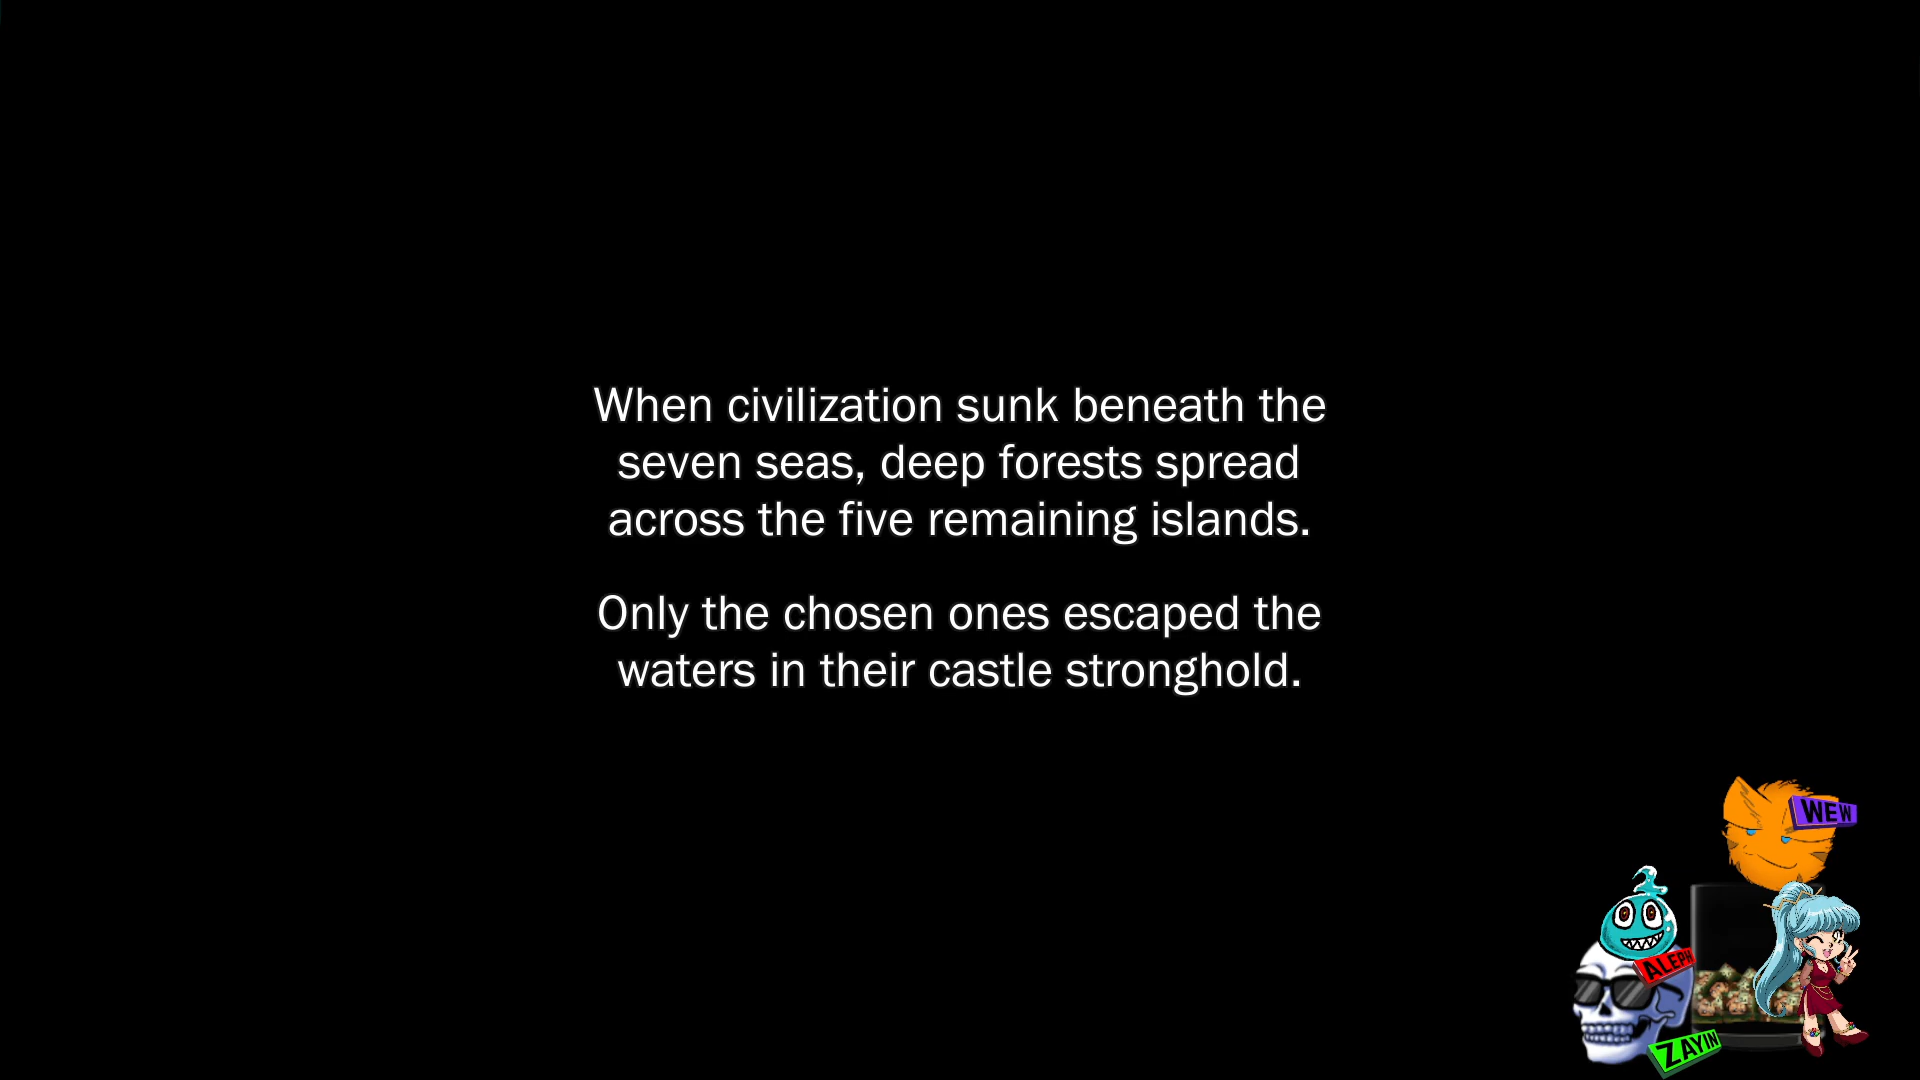 When civilization sunk beneath the
seven seas, deep forests spread
across the five remaining islands.
Only the chosen ones escaped the
waters in their castle stronghold.
WEW
ALEPH
ZAYIN